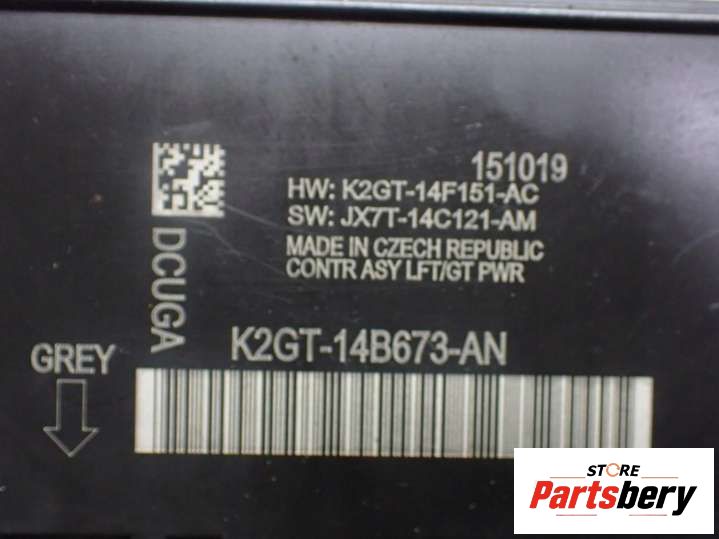 151019
HW: K2GT-14F151-AC
SW: JX7T-14C121-AM
MADE IN CZECH REPUBLIC
CONTR ASY LFT/GT PWR
DCUGA
K2GT-14B673-AN
GREY
STORE
Partsbery